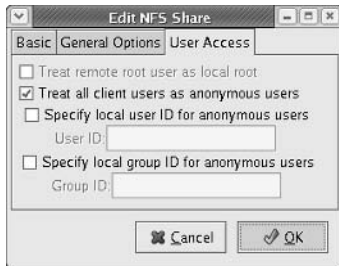 Edit NFS Share
Basic General Options User Access
Treat remote root user as local root
Treat all client users as anonymous users
Specify local user ID for anonymous users
User ID:
Specify local group ID for anonymous users
Group ID:
Cancel OK